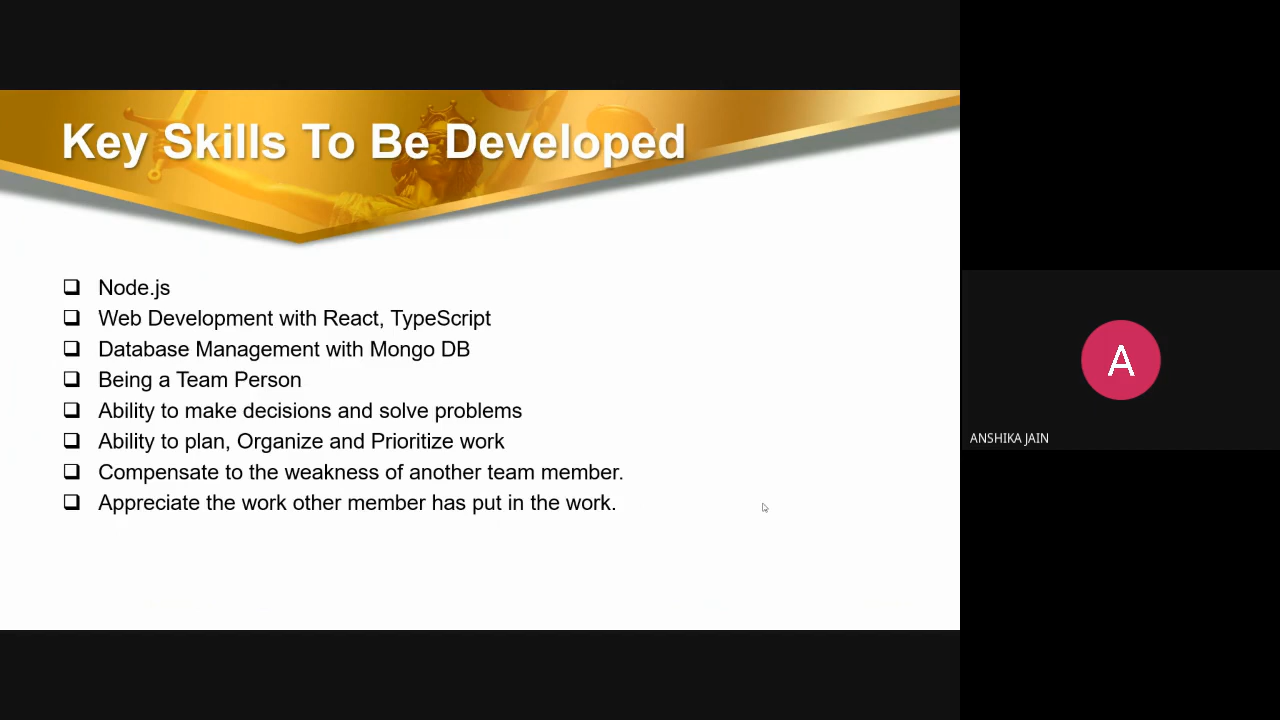 Key Skills To Be Developed
Node.js
Web Development with React, TypeScript
Database Management with Mongo DB
Being a Team Person
Ability to make decisions and solve problems
Ability to plan, Organize and Prioritize work
Compensate to the weakness of another team member.
Appreciate the work other member has put in the work.
A
ANSHIKA JAIN